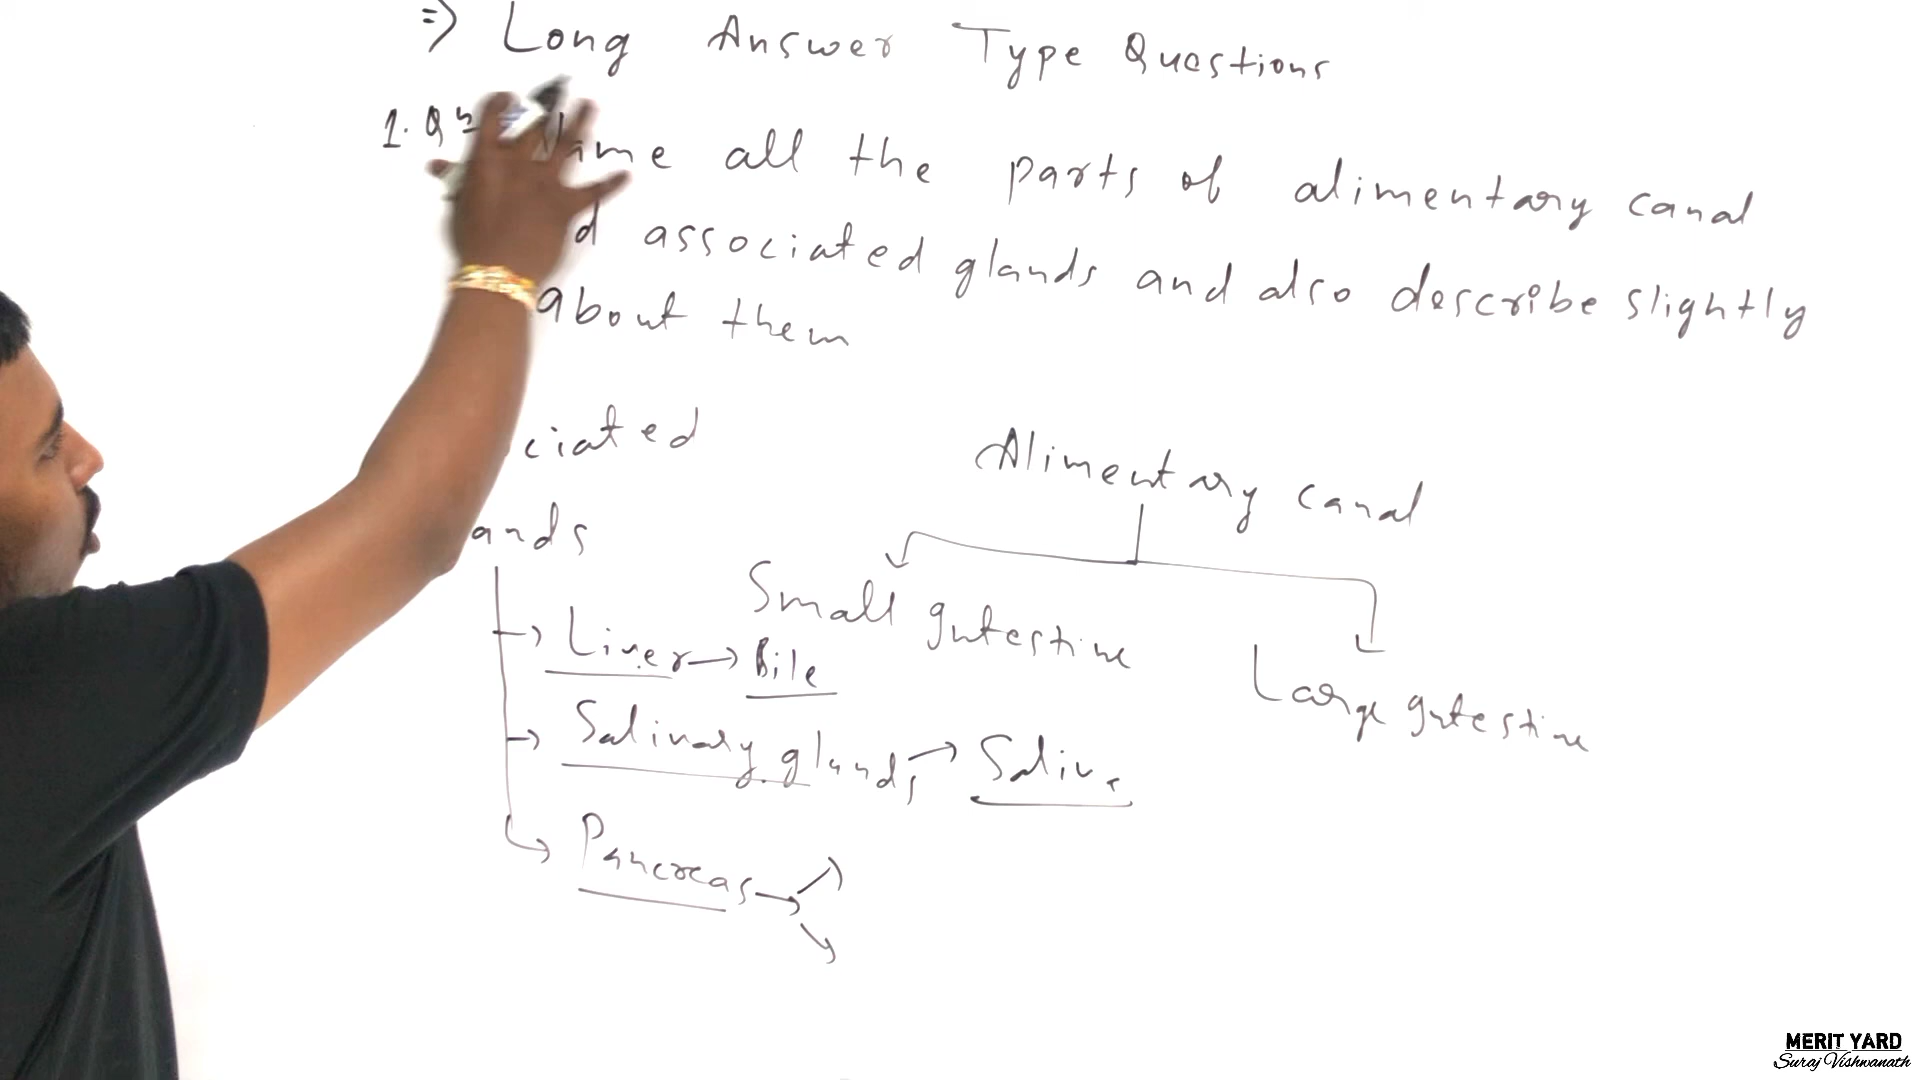 ⇒ Long Answer Type Questions
1. Qⁿ ame all the parts of alimentary canal
d associated glands and also describe slightly
about them
ciated
ands
Alimentary canal
Small Intestine
Large Intestine
→ Liver → Bile
→ Salivary glands → Saliva
→ Pancreas →
MERIT YARD
Suraj Vishwanath